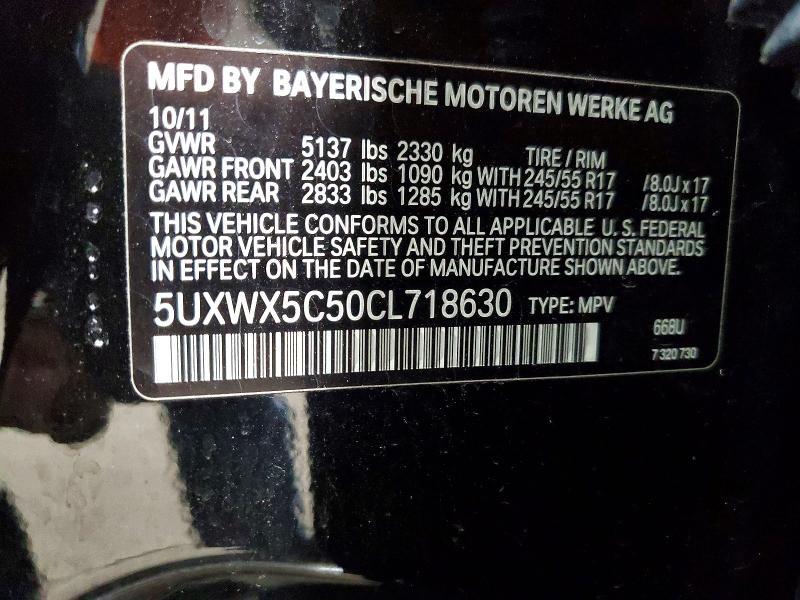 MFD BY BAYERISCHE MOTOREN WERKE AG
10/11
GVWR 5137 lbs 2330 kg TIRE / RIM
GAWR FRONT 2403 lbs 1090 kg WITH 245/55 R17 /8.0J x 17
GAWR REAR 2833 lbs 1285 kg WITH 245/55 R17 /8.0J x 17
THIS VEHICLE CONFORMS TO ALL APPLICABLE U. S. FEDERAL
MOTOR VEHICLE SAFETY AND THEFT PREVENTION STANDARDS
IN EFFECT ON THE DATE OF MANUFACTURE SHOWN ABOVE.
5UXWX5C50CL718630 TYPE: MPV
668U
7 320 730